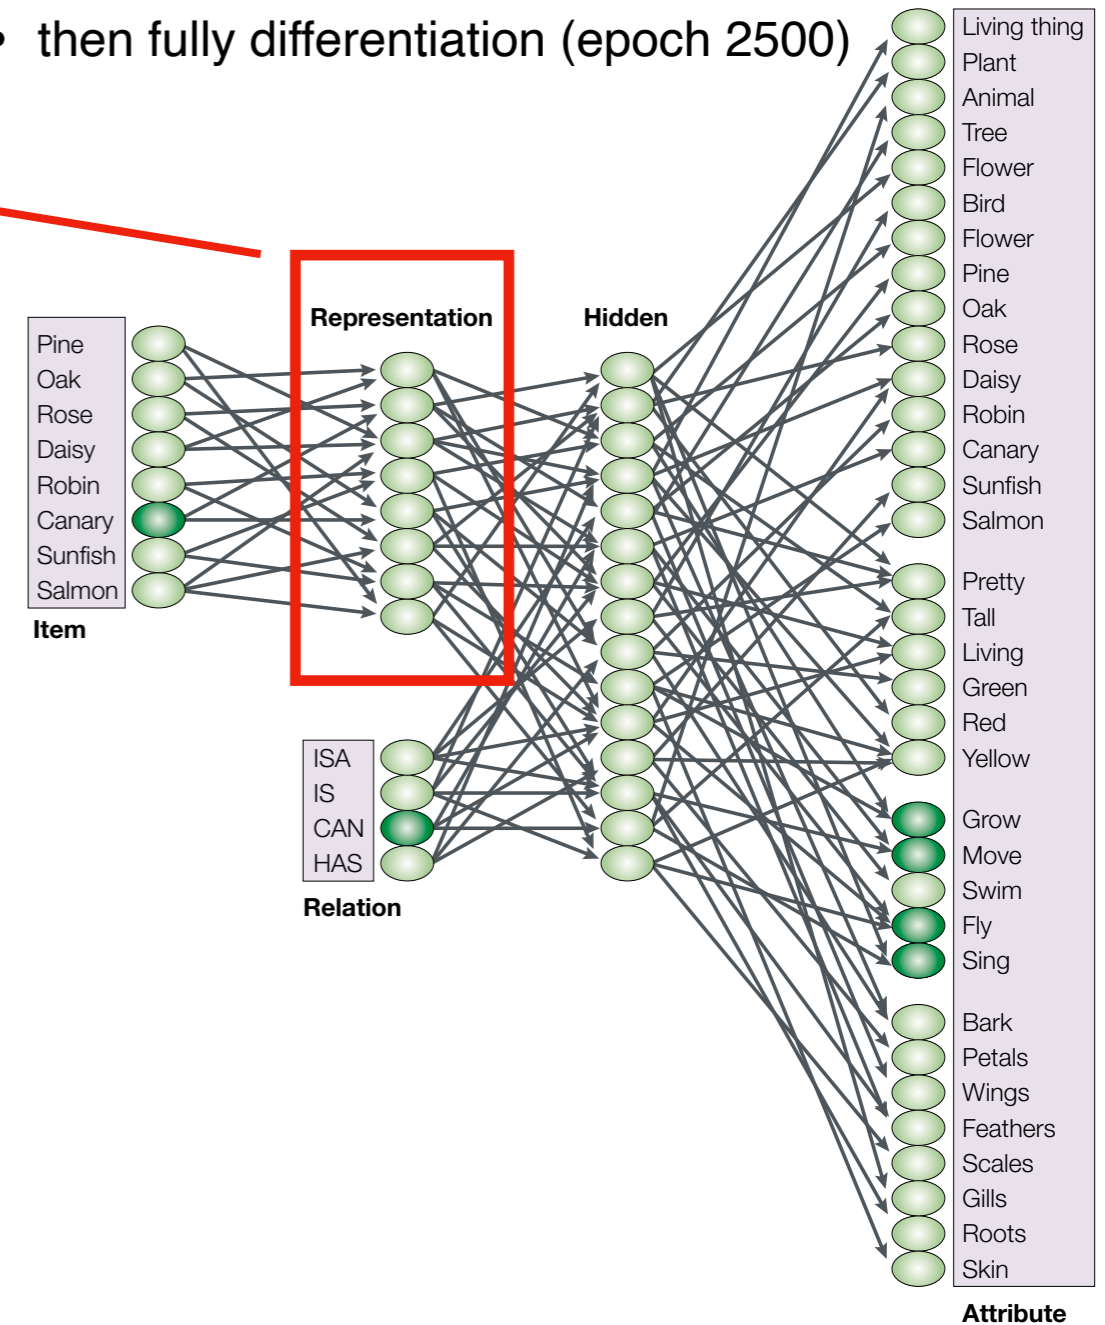 • then fully differentiation (epoch 2500)
Representation
Hidden
Pine
Oak
Rose
Daisy
Robin
Canary
Sunfish
Salmon
Item
ISA
IS
CAN
HAS
Relation
Living thing
Plant
Animal
Tree
Flower
Bird
Flower
Pine
Oak
Rose
Daisy
Robin
Canary
Sunfish
Salmon
Pretty
Tall
Living
Green
Red
Yellow
Grow
Move
Swim
Fly
Sing
Bark
Petals
Wings
Feathers
Scales
Gills
Roots
Skin
Attribute